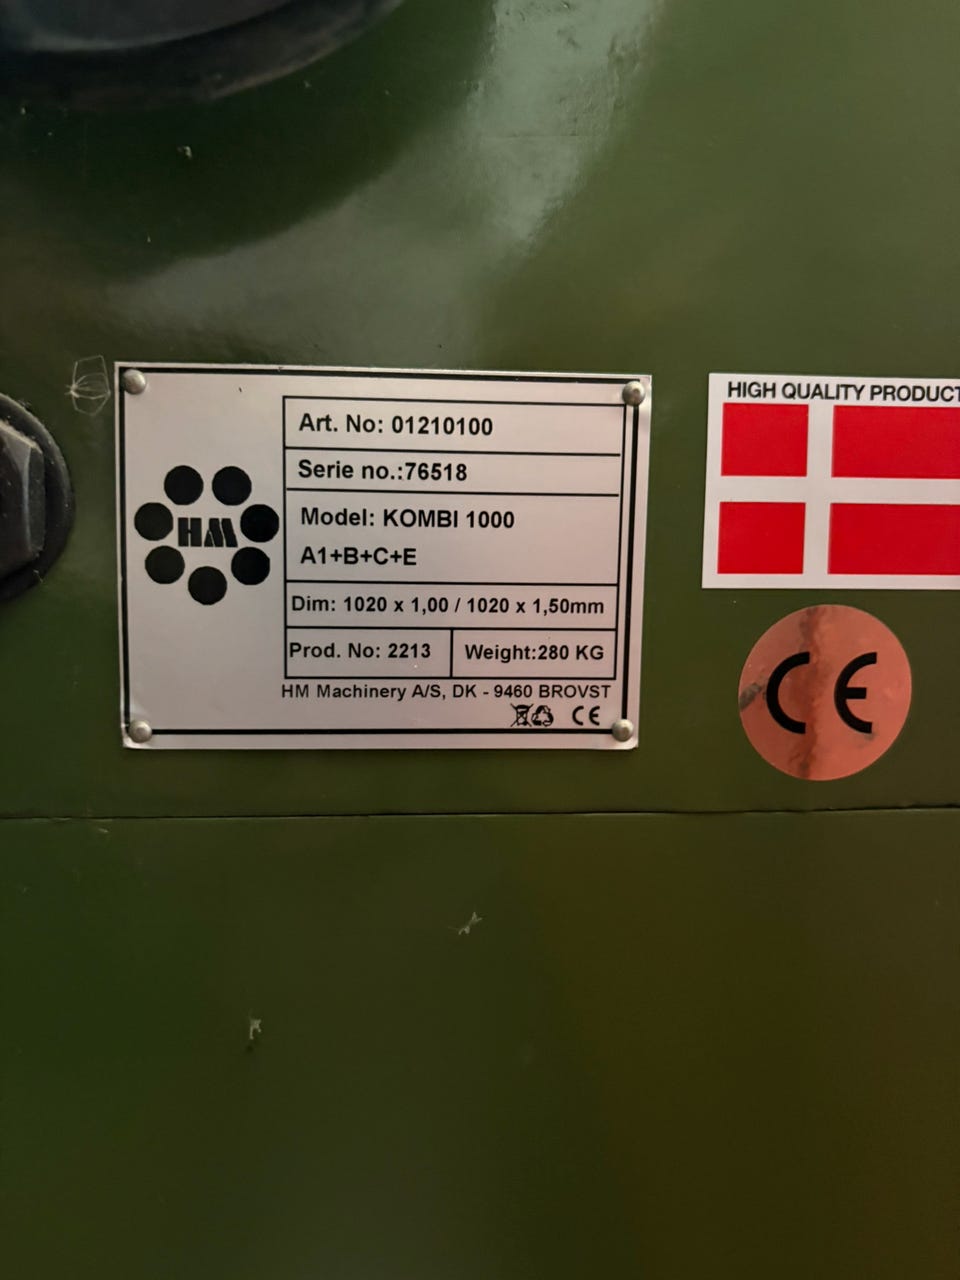 HIGH QUALITY PRODUCT
Art. No: 01210100
Serie no.:76518
HM
Model: KOMBI 1000
A1+B+C+E
Dim: 1020 x 1,00 / 1020 x 1,50mm
Prod. No: 2213 Weight:280 KG
HM Machinery A/S, DK - 9460 BROVST
CE
CE